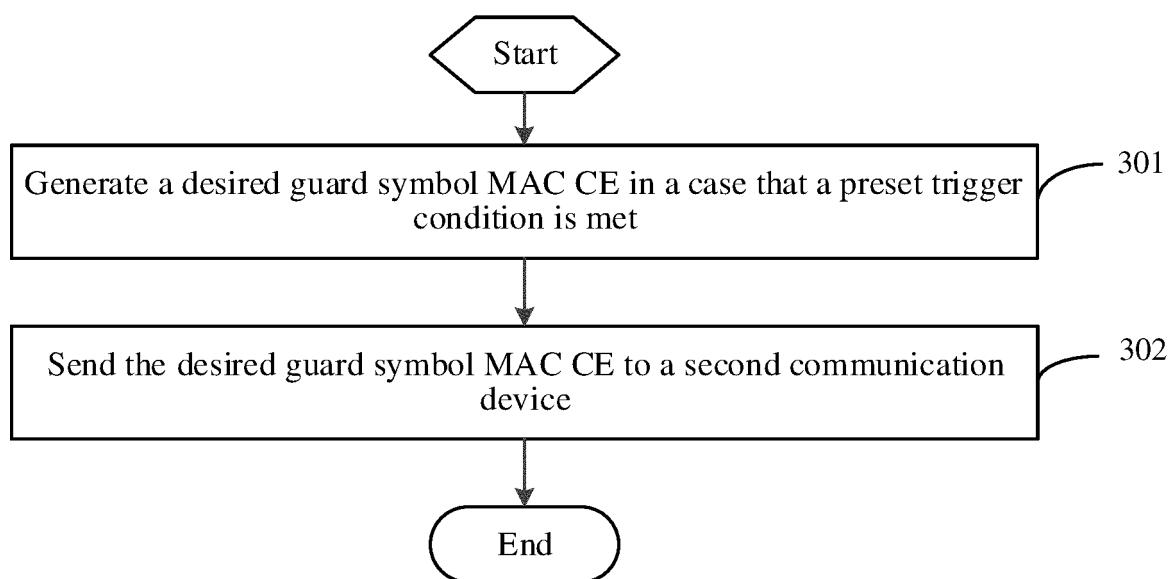 Start
Generate a desired guard symbol MAC CE in a case that a preset trigger
condition is met
301
Send the desired guard symbol MAC CE to a second communication
device
302
End